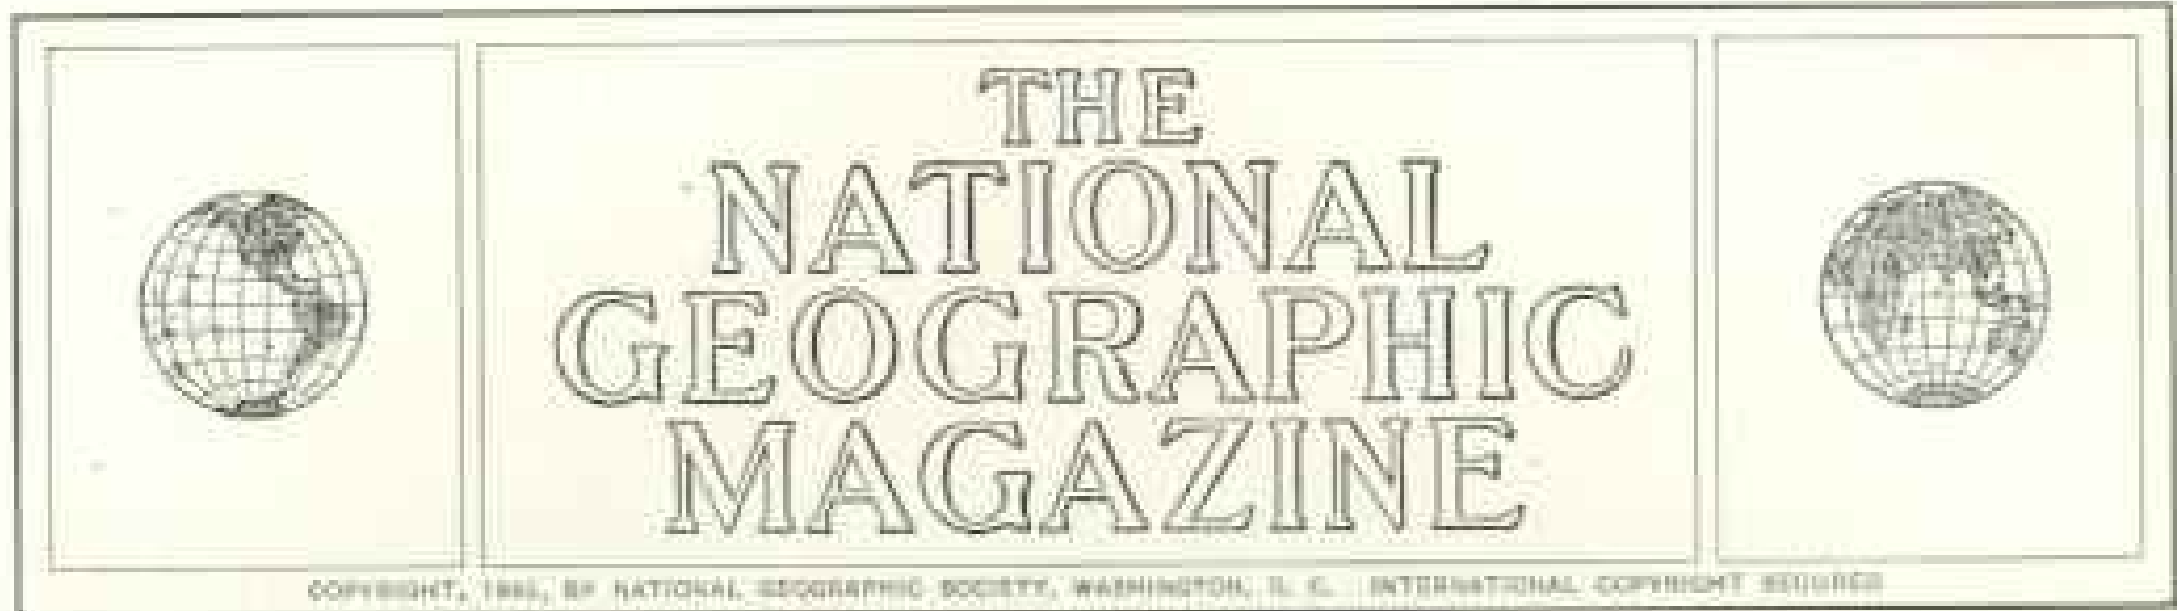 THE
NATIONAL
GEOGRAPHIC
MAGAZINE
COPYRIGHT, BY NATIONAL GEOGRAPHIC SOCIETY, WASHINGTON, D. C. INTERNATIONAL COPYRIGHT SECURED